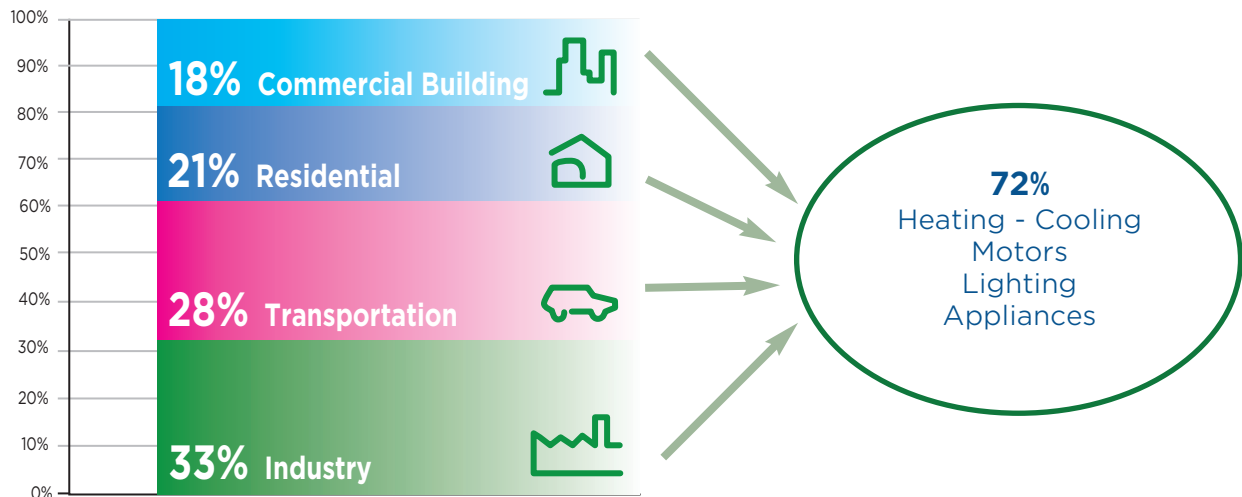 100%
90%
80%
70%
60%
50%
40%
30%
20%
10%
0%
18% Commercial Building
21% Residential
28% Transportation
33% Industry
72%
Heating - Cooling
Motors
Lighting
Appliances